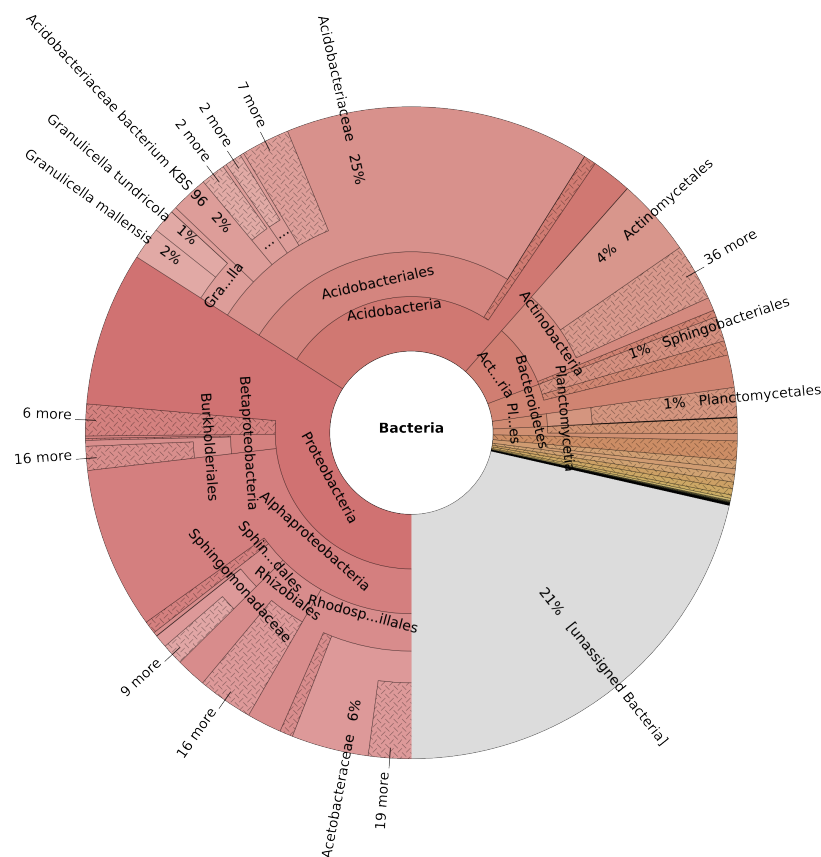 Acidobacteriaceae 25%
7 more
2 more
2 more
Acidobacteriaceae bacterium KBS 96 2%
Granulicella tundricola 1%
Granulicella mallensis 2%
Gra...lla
...
...
Acidobacteriales
Acidobacteria
4% Actinomycetales
36 more
Actinobacteria
Act...ria
1% Sphingobacteriales
Bacteroidetes
1% Planctomycetales
Planctomycetia
Pl...es
Bacteria
Proteobacteria
Betaproteobacteria
Burkholderiales
6 more
16 more
Alphaproteobacteria
Sphin...dales
Sphingomonadaceae
Rhizobiales
Rhodosp...illales
9 more
16 more
Acetobacteraceae 6%
19 more
21% [unassigned Bacteria]